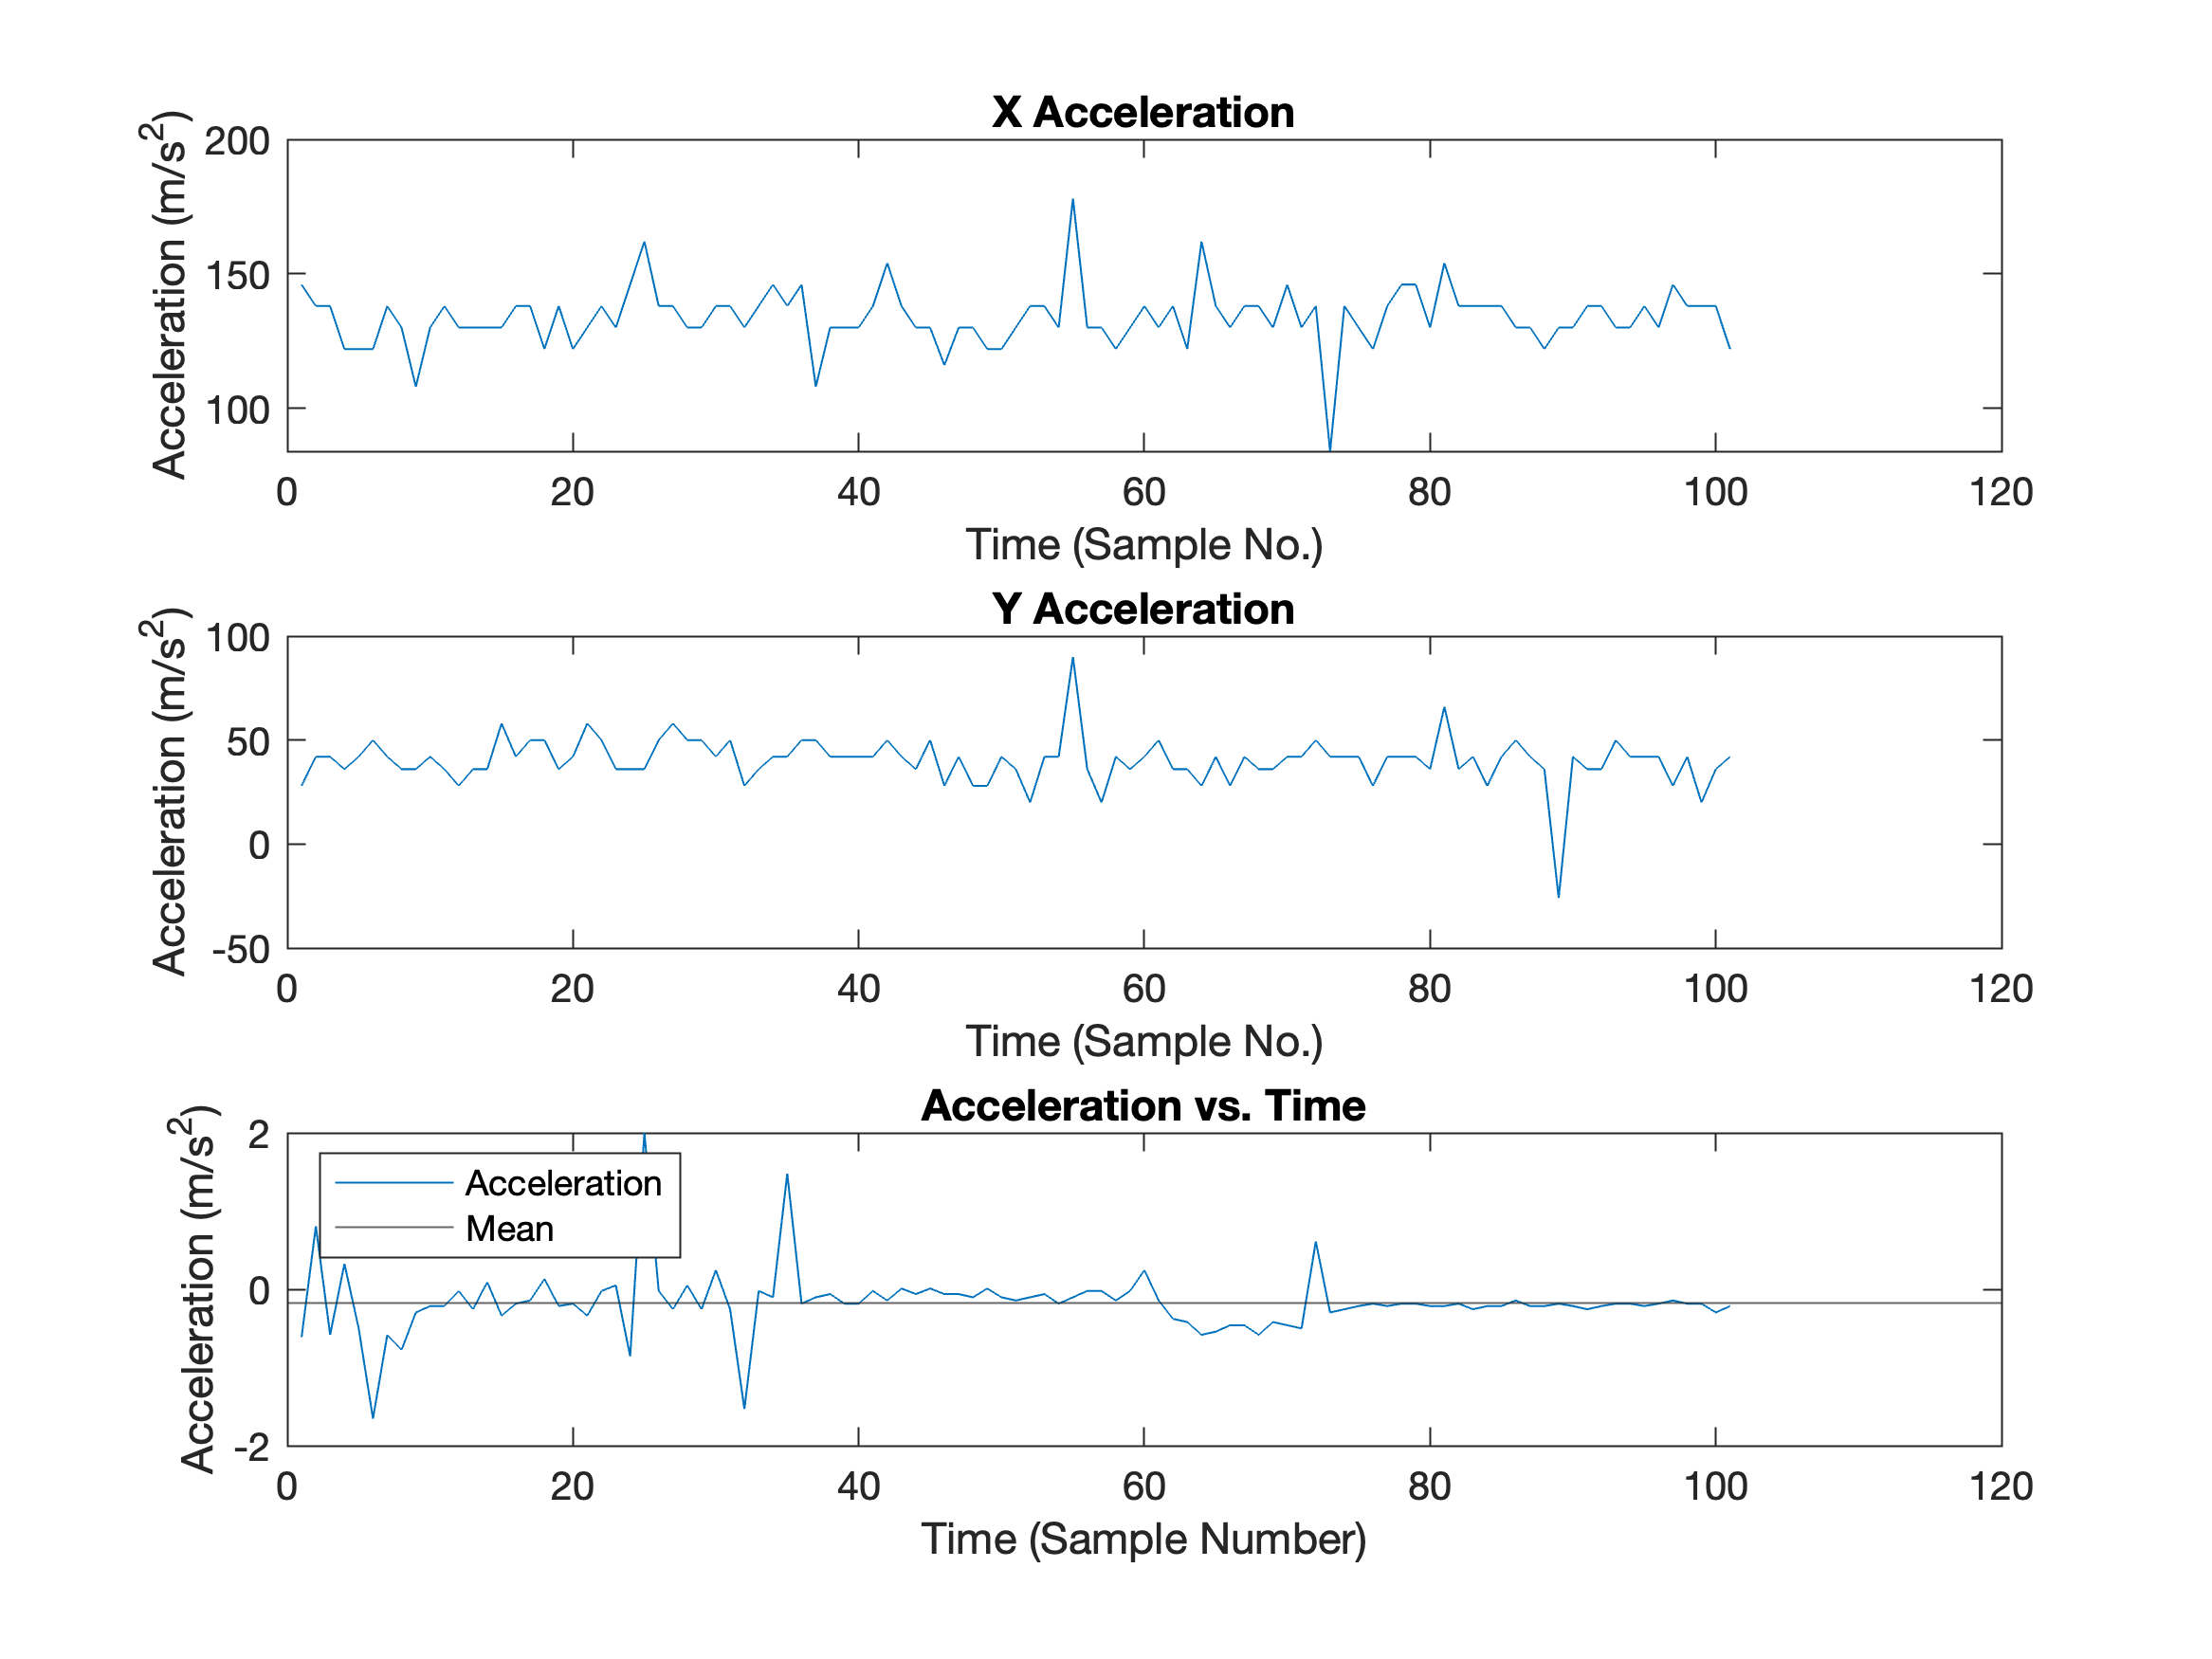 X Acceleration
Acceleration (m/s²)
200
150
100
0 20 40 60 80 100 120
Time (Sample No.)
Y Acceleration
Acceleration (m/s²)
100
50
0
-50
0 20 40 60 80 100 120
Time (Sample No.)
Acceleration vs. Time
Acceleration (m/s²)
2
0
-2
Acceleration
Mean
0 20 40 60 80 100 120
Time (Sample Number)